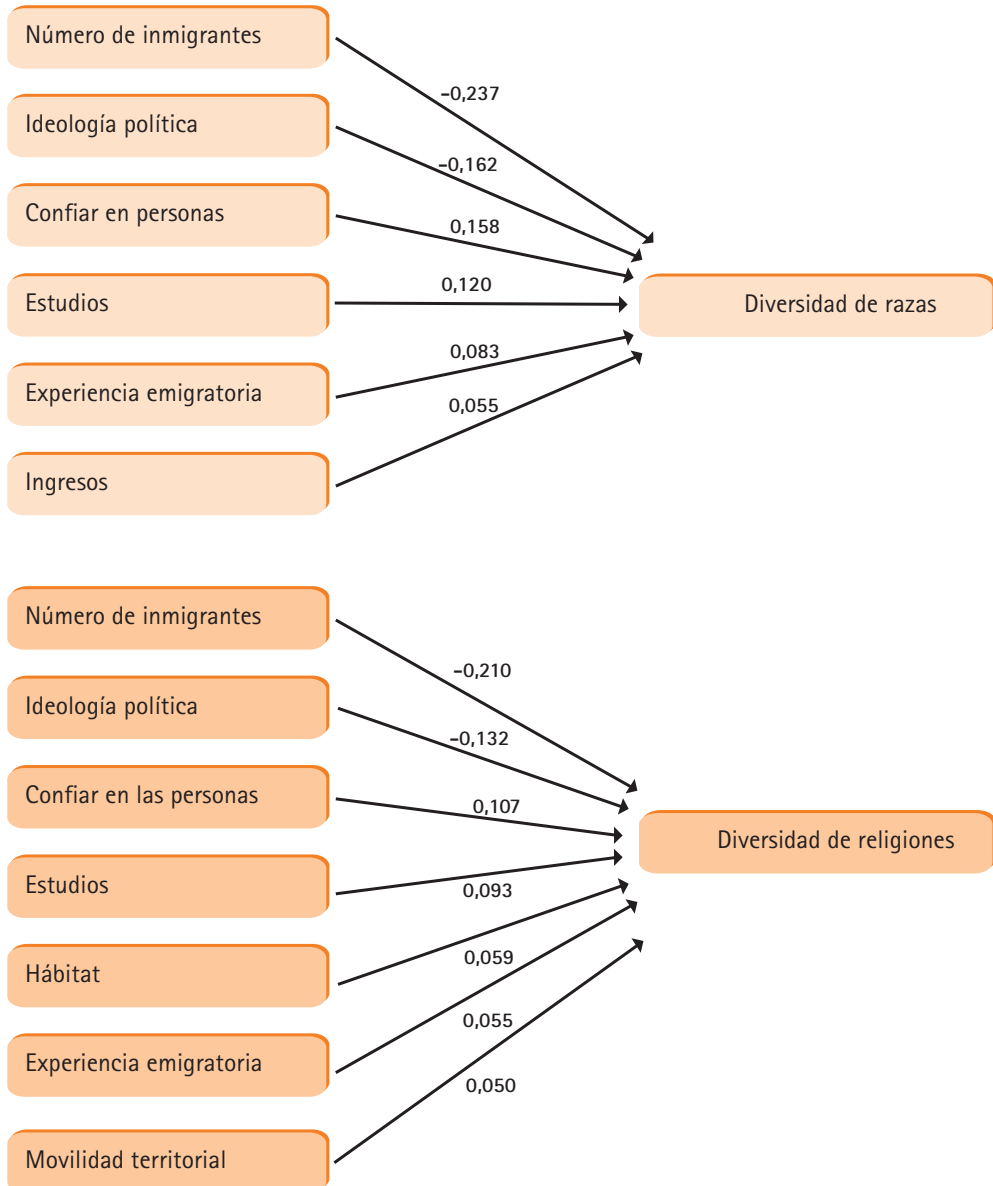 Número de inmigrantes
-0,237
Ideología política
-0,162
Confiar en personas
0,158
Estudios
0,120
Diversidad de razas
Experiencia emigratoria
0,083
0,055
Ingresos
Número de inmigrantes
-0,210
Ideología política
-0,132
Confiar en las personas
0,107
Diversidad de religiones
Estudios
0,093
Hábitat
0,059
0,055
Experiencia emigratoria
0,050
Movilidad territorial